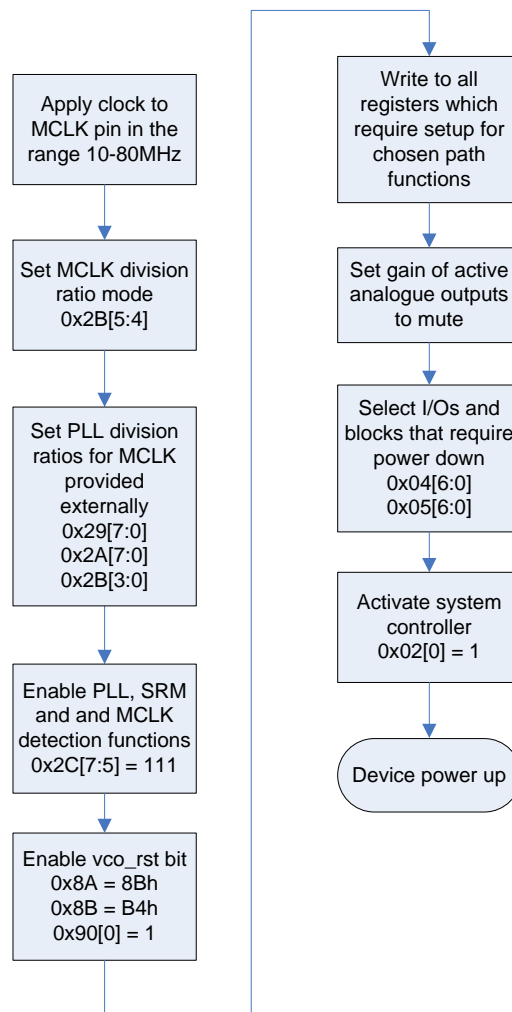 Apply clock to
MCLK pin in the
range 10-80MHz
Set MCLK division
ratio mode
0x2B[5:4]
Set PLL division
ratios for MCLK
provided
externally
0x29[7:0]
0x2A[7:0]
0x2B[3:0]
Enable PLL, SRM
and and MCLK
detection functions
0x2C[7:5] = 111
Enable vco_rst bit
0x8A = 8Bh
0x8B = B4h
0x90[0] = 1
Write to all
registers which
require setup for
chosen path
functions
Set gain of active
analogue outputs
to mute
Select I/Os and
blocks that require
power down
0x04[6:0]
0x05[6:0]
Activate system
controller
0x02[0] = 1
Device power up